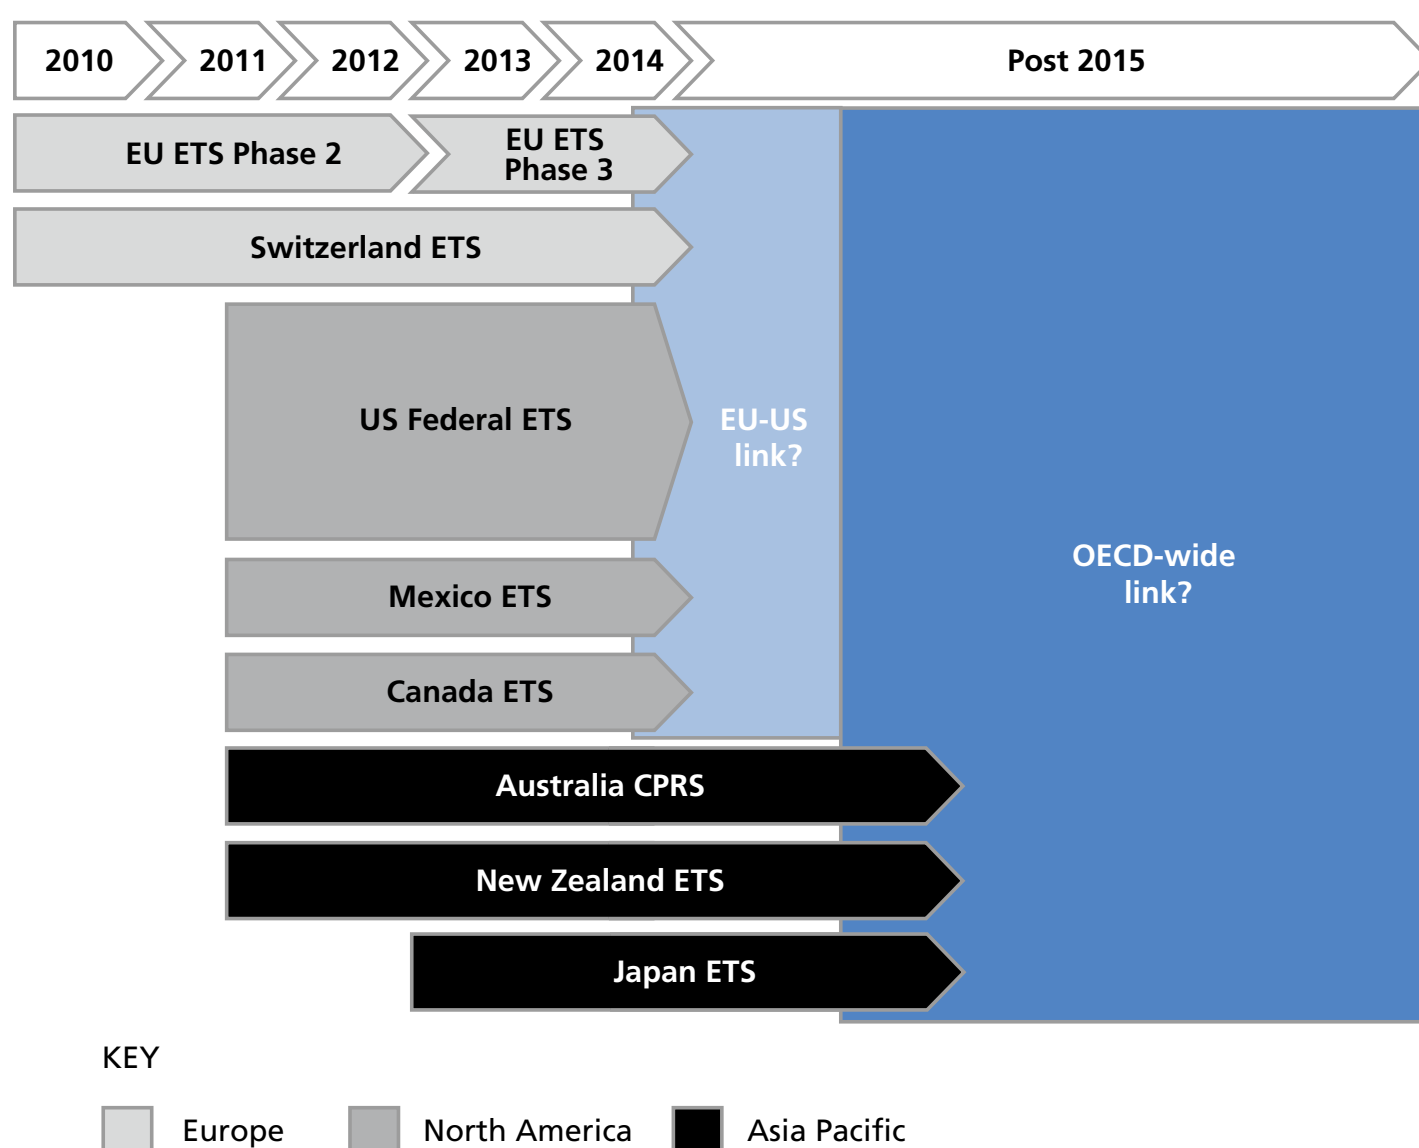 2010 2011 2012 2013 2014 Post 2015
EU ETS Phase 2
EU ETS
Phase 3
Switzerland ETS
US Federal ETS
EU-US
link?
Mexico ETS
OECD-wide
link?
Canada ETS
Australia CPRS
New Zealand ETS
Japan ETS
KEY
Europe North America Asia Pacific